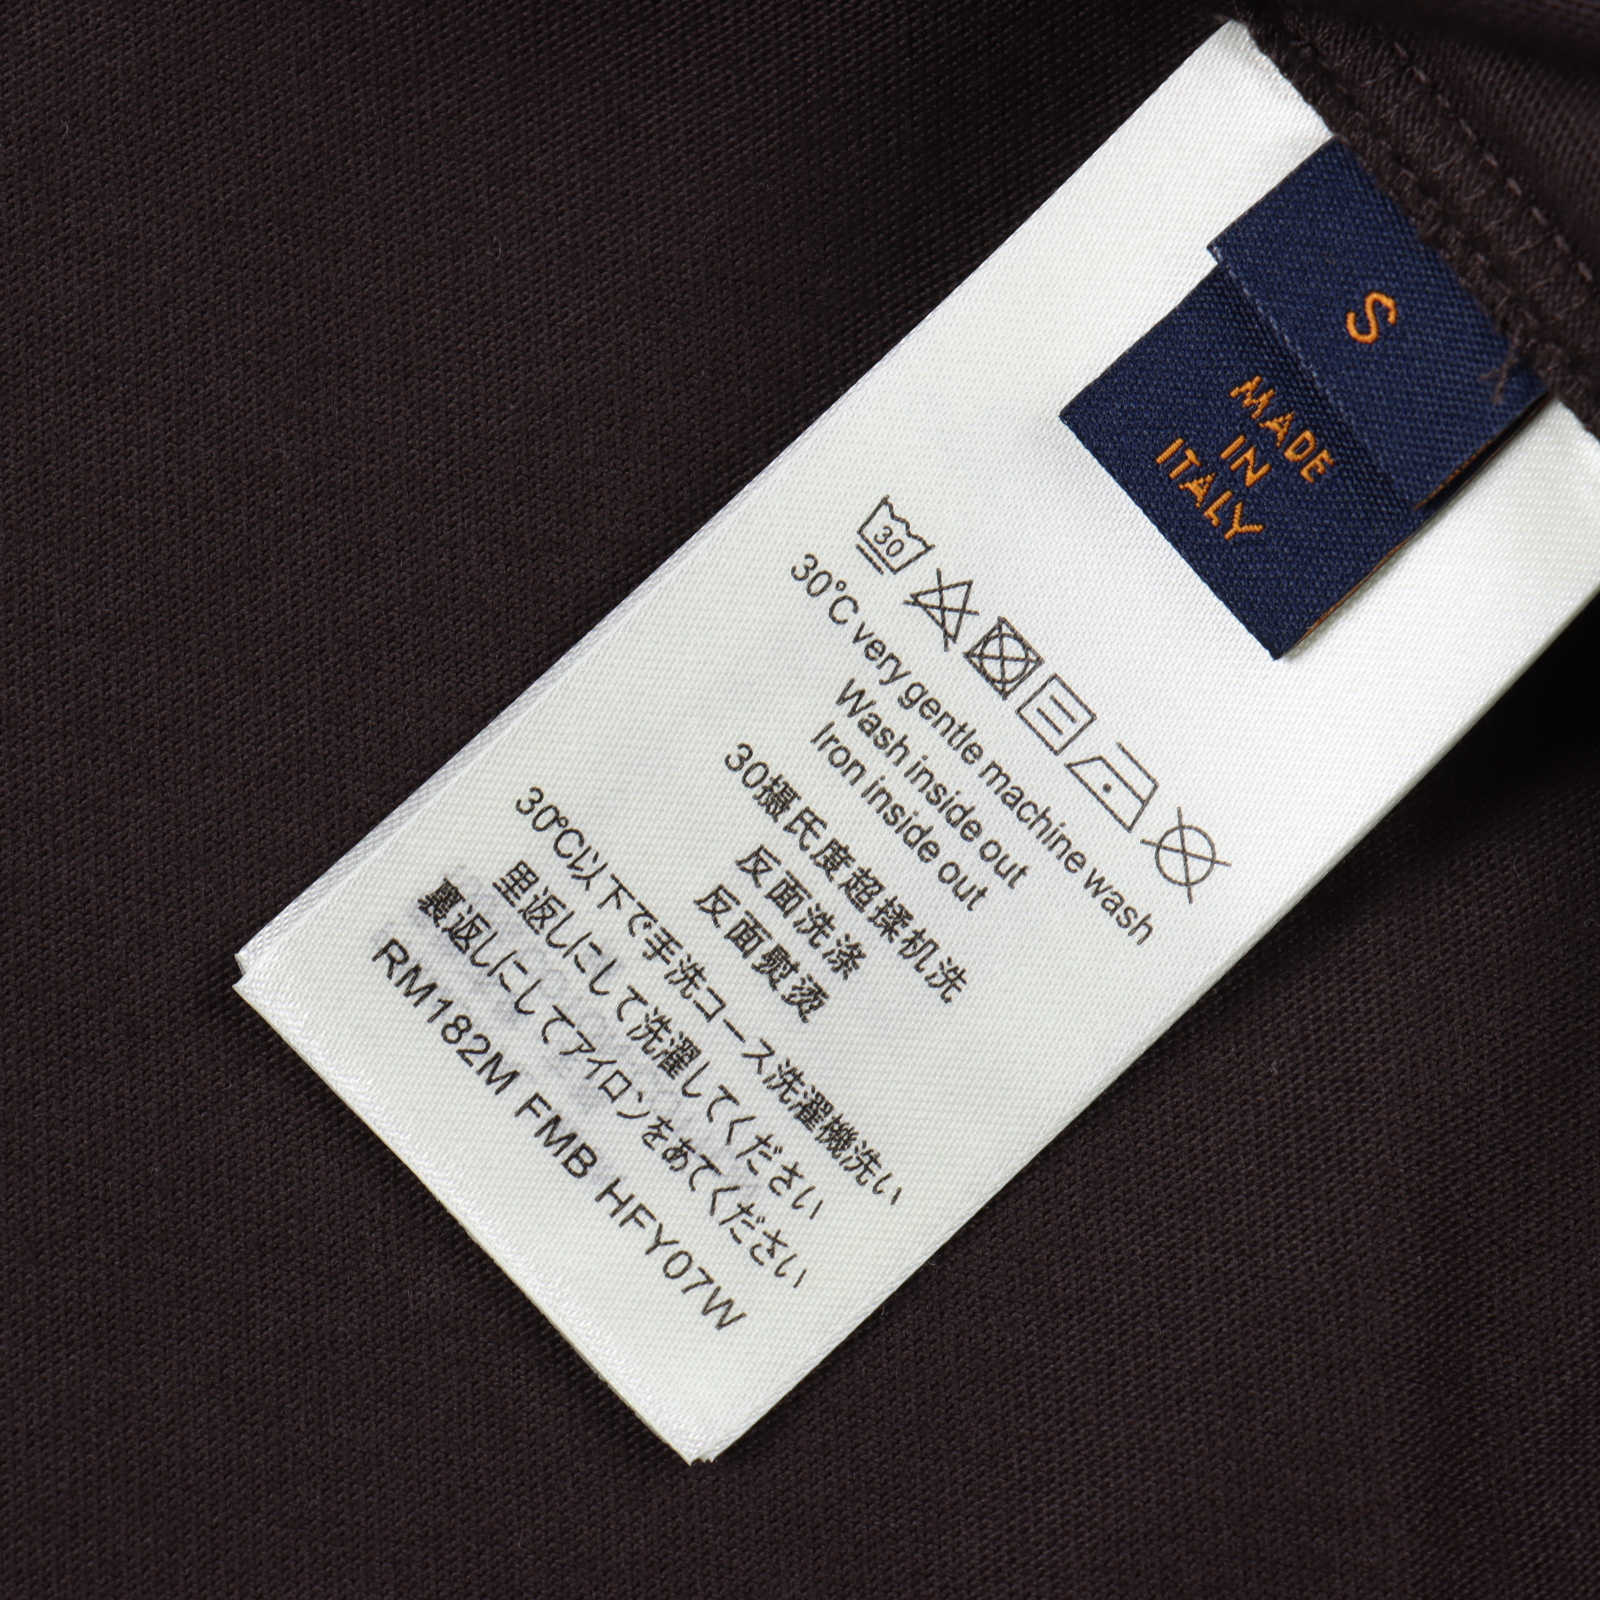 S
MADE
IN
ITALY
30
30°C very gentle machine wash
Wash inside out
Iron inside out
30摄氏度超揉机洗
反面洗涤
反面熨烫
30℃以下で手洗コース洗濯機洗い
里返しにして洗濯してください
裏返しにしてアイロンをあてください
RM182M FMB HFY07W